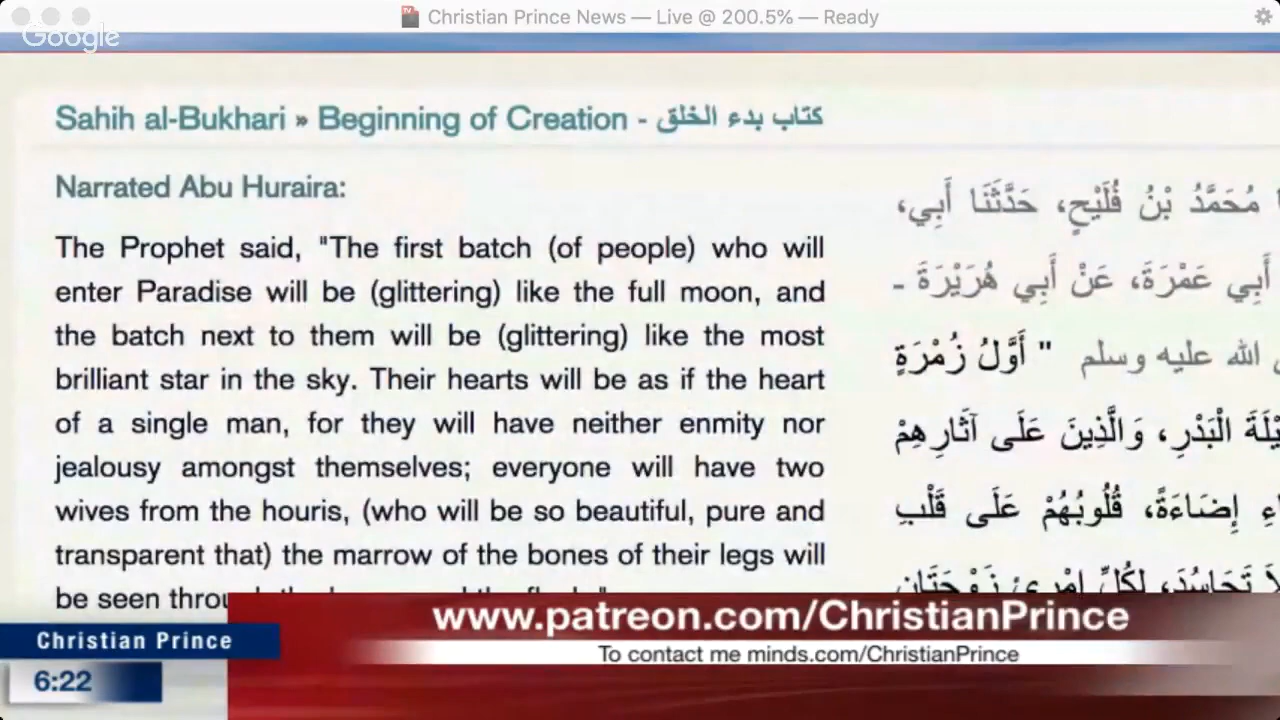 Christian Prince News — Live @ 200.5% — Ready
Google
Sahih al-Bukhari » Beginning of Creation - كتاب بدء الخلق
Narrated Abu Huraira:
The Prophet said, "The first batch (of people) who will
enter Paradise will be (glittering) like the full moon, and
the batch next to them will be (glittering) like the most
brilliant star in the sky. Their hearts will be as if the heart
of a single man, for they will have neither enmity nor
jealousy amongst themselves; everyone will have two
wives from the houris, (who will be so beautiful, pure and
transparent that) the marrow of the bones of their legs will
be seen
مُحَمَّدُ بْنُ فُلَيْحٍ، حَدَّثَنَا أَبِي،
أَبِي عَمْرَةَ، عَنْ أَبِي هُرَيْرَةَ ـ
الله عليه وسلم " أَوَّلُ زُمْرَةٍ
الْبَدْرِ، وَالَّذِينَ عَلَى آثَارِهِمْ
إِضَاءَةً، قُلُوبُهُمْ عَلَى قَلْبِ
تَحَاسُدَ، لِكُلِّ امْرِئٍ زَوْجَتَانِ
www.patreon.com/ChristianPrince
To contact me minds.com/ChristianPrince
Christian Prince
6:22